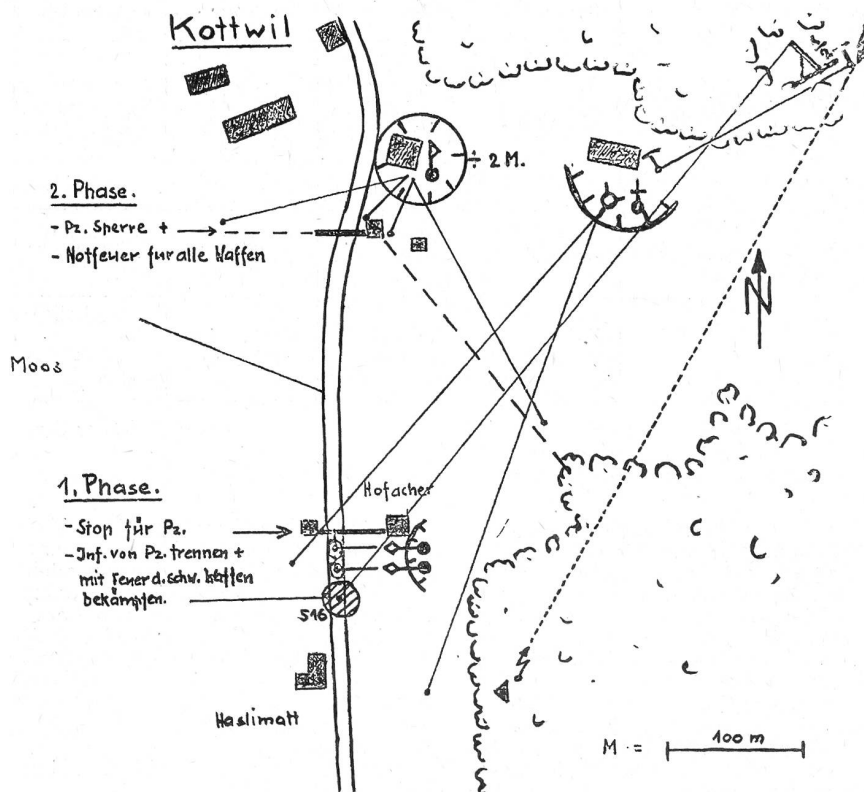 Kottwil
÷ 2 M.
2. Phase.
- Pz. Sperre +
- Notfeuer für alle Waffen
N
Moos
1. Phase.
Hofacher
- Stop für Pz.
- Inf. von Pz. trennen +
mit Feuer d. schw. Waffen
bekämpfen.
516
Haslimatt
M :=
100 m